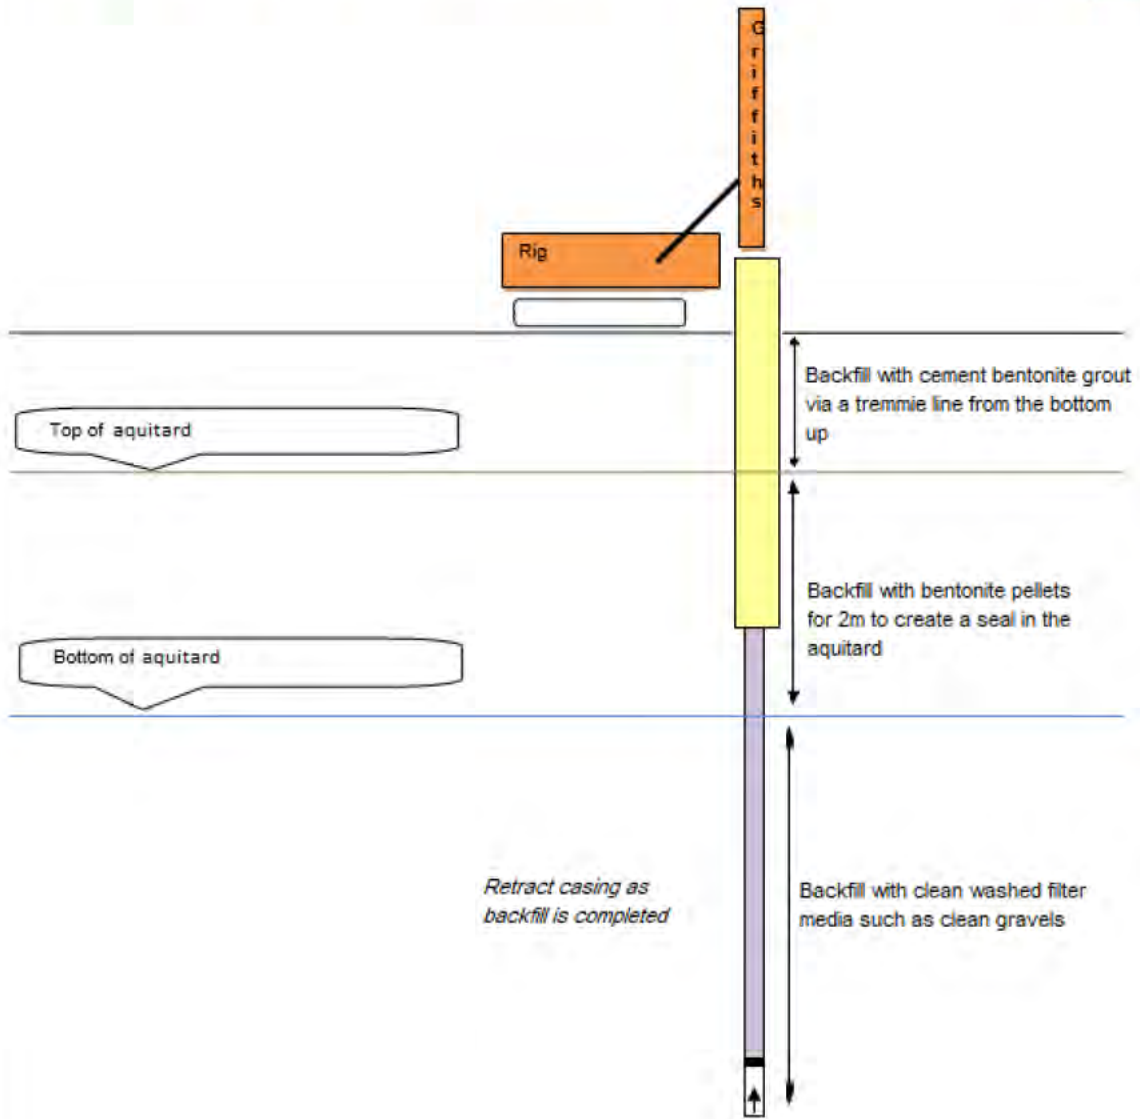 Griffiths
Rig
Backfill with cement bentonite grout
via a tremmie line from the bottom
up
Top of aquitard
Backfill with bentonite pellets
for 2m to create a seal in the
aquitard
Bottom of aquitard
Retract casing as
backfill is completed
Backfill with clean washed filter
media such as clean gravels